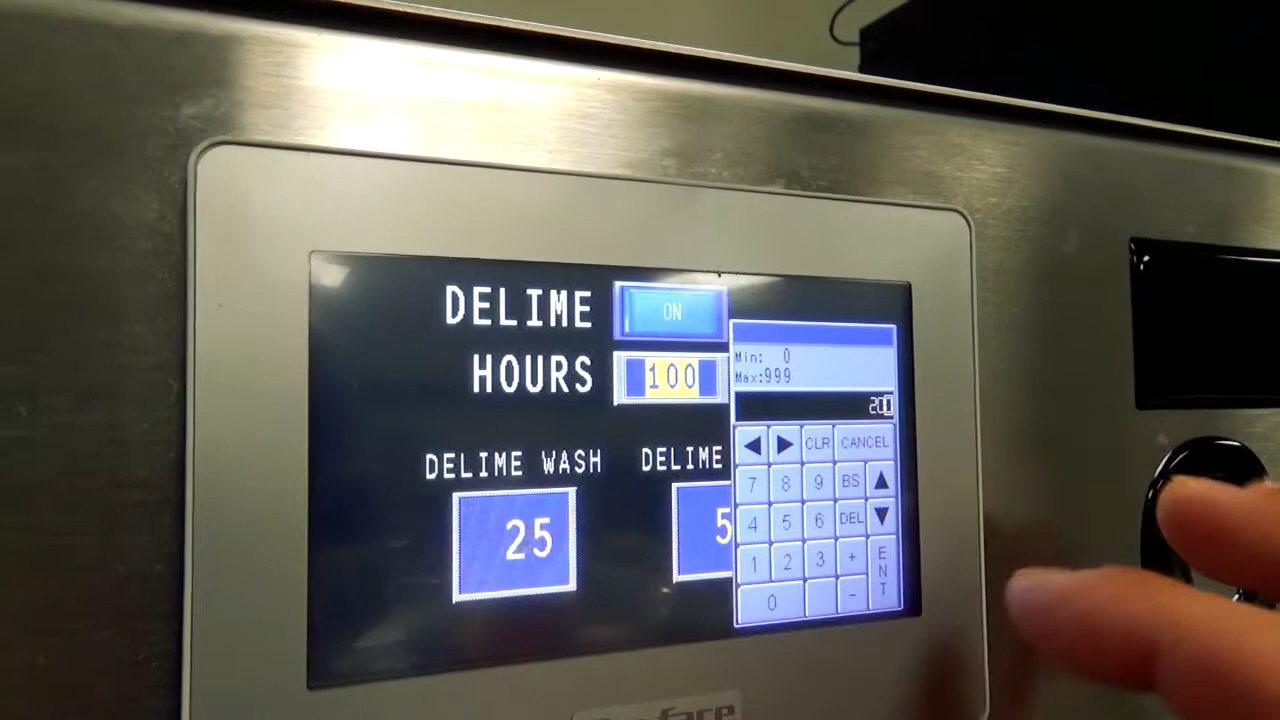 DELIME ON
HOURS 100
Min: 0
Max:999
200
CLR CANCEL
7 8 9 BS
4 5 6 DEL
1 2 3 + ENT
0 -
DELIME WASH DELIME
25 5